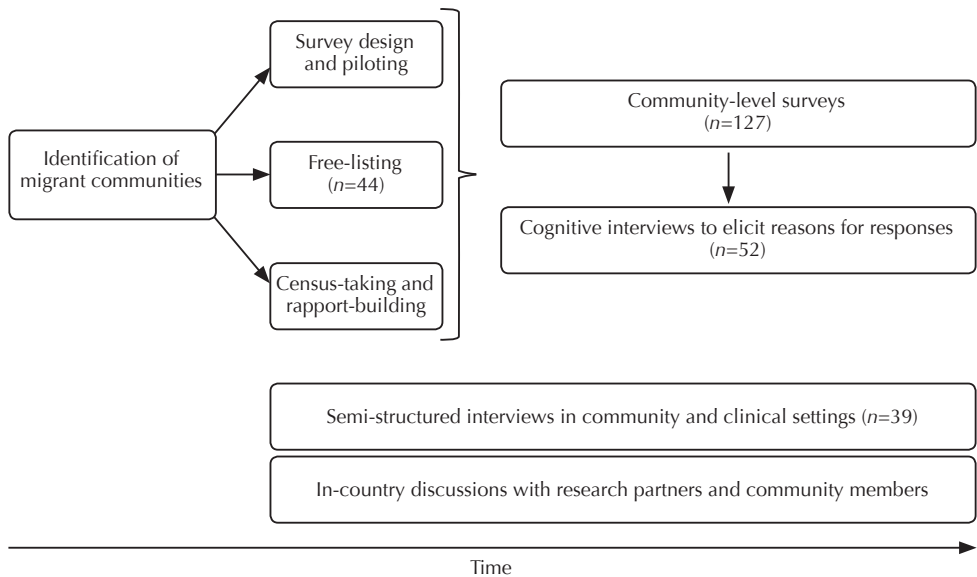 Survey design
and piloting
Identification of
migrant communities
Free-listing
(n=44)
Census-taking and
rapport-building
Community-level surveys
(n=127)
Cognitive interviews to elicit reasons for responses
(n=52)
Semi-structured interviews in community and clinical settings (n=39)
In-country discussions with research partners and community members
Time